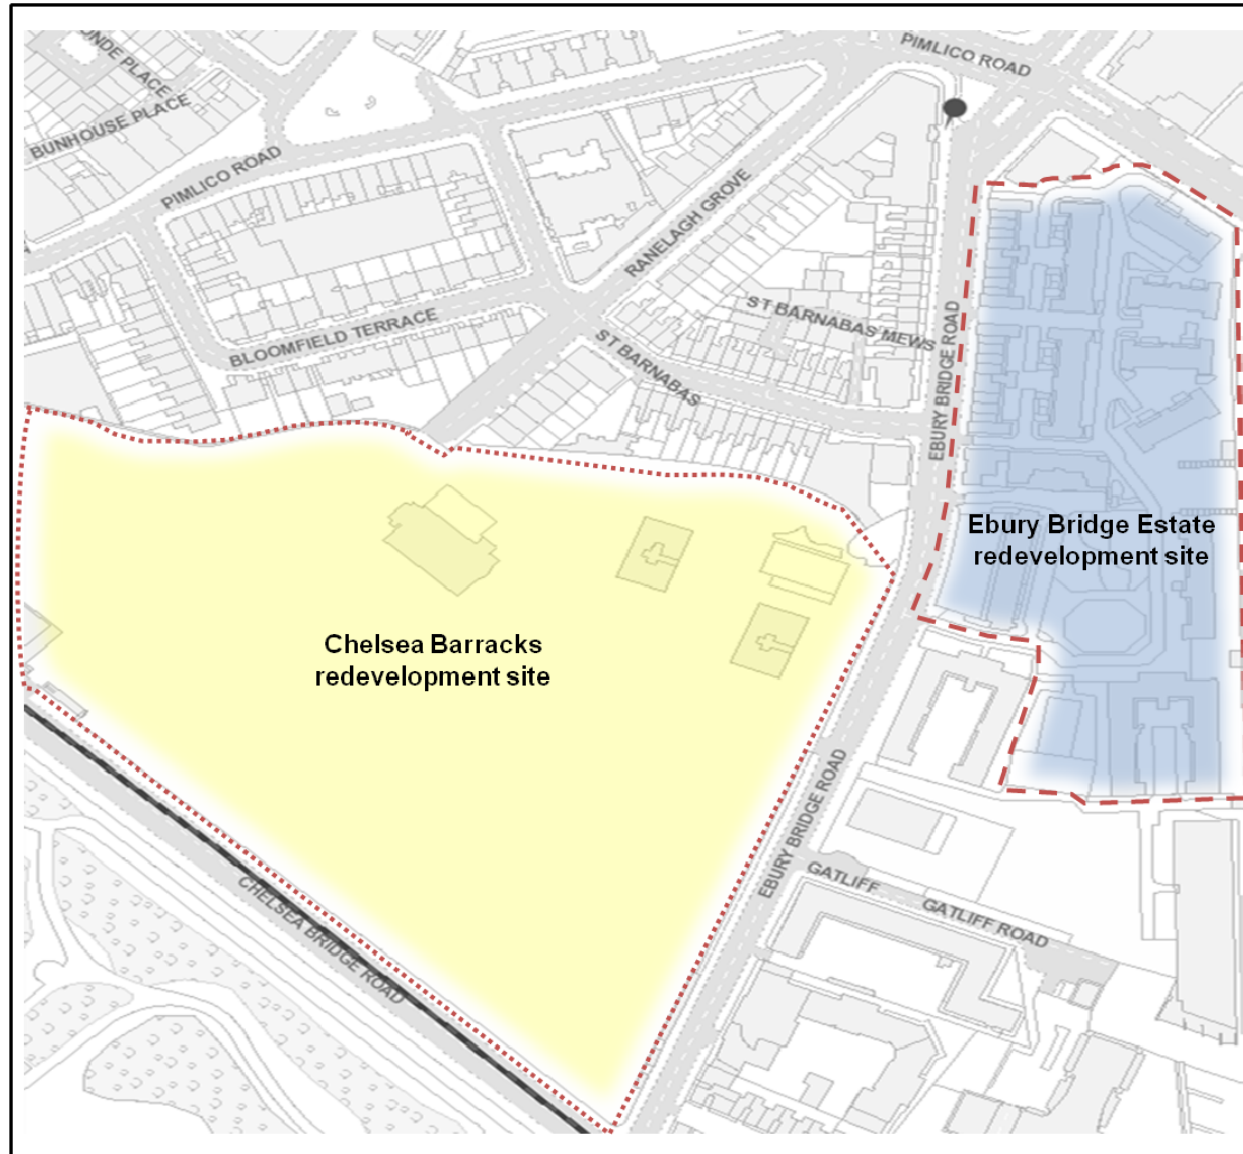 PIMLICO ROAD
PLACE
BUNHOUSE PLACE
PIMLICO ROAD
RANELAGH GROVE
ST BARNABAS MEWS
BLOOMFIELD TERRACE
ST BARNABAS
EBURY BRIDGE ROAD
Ebury Bridge Estate
redevelopment site
Chelsea Barracks
redevelopment site
EBURY BRIDGE ROAD
GATLIFF
GATLIFF ROAD
CHELSEA BRIDGE ROAD